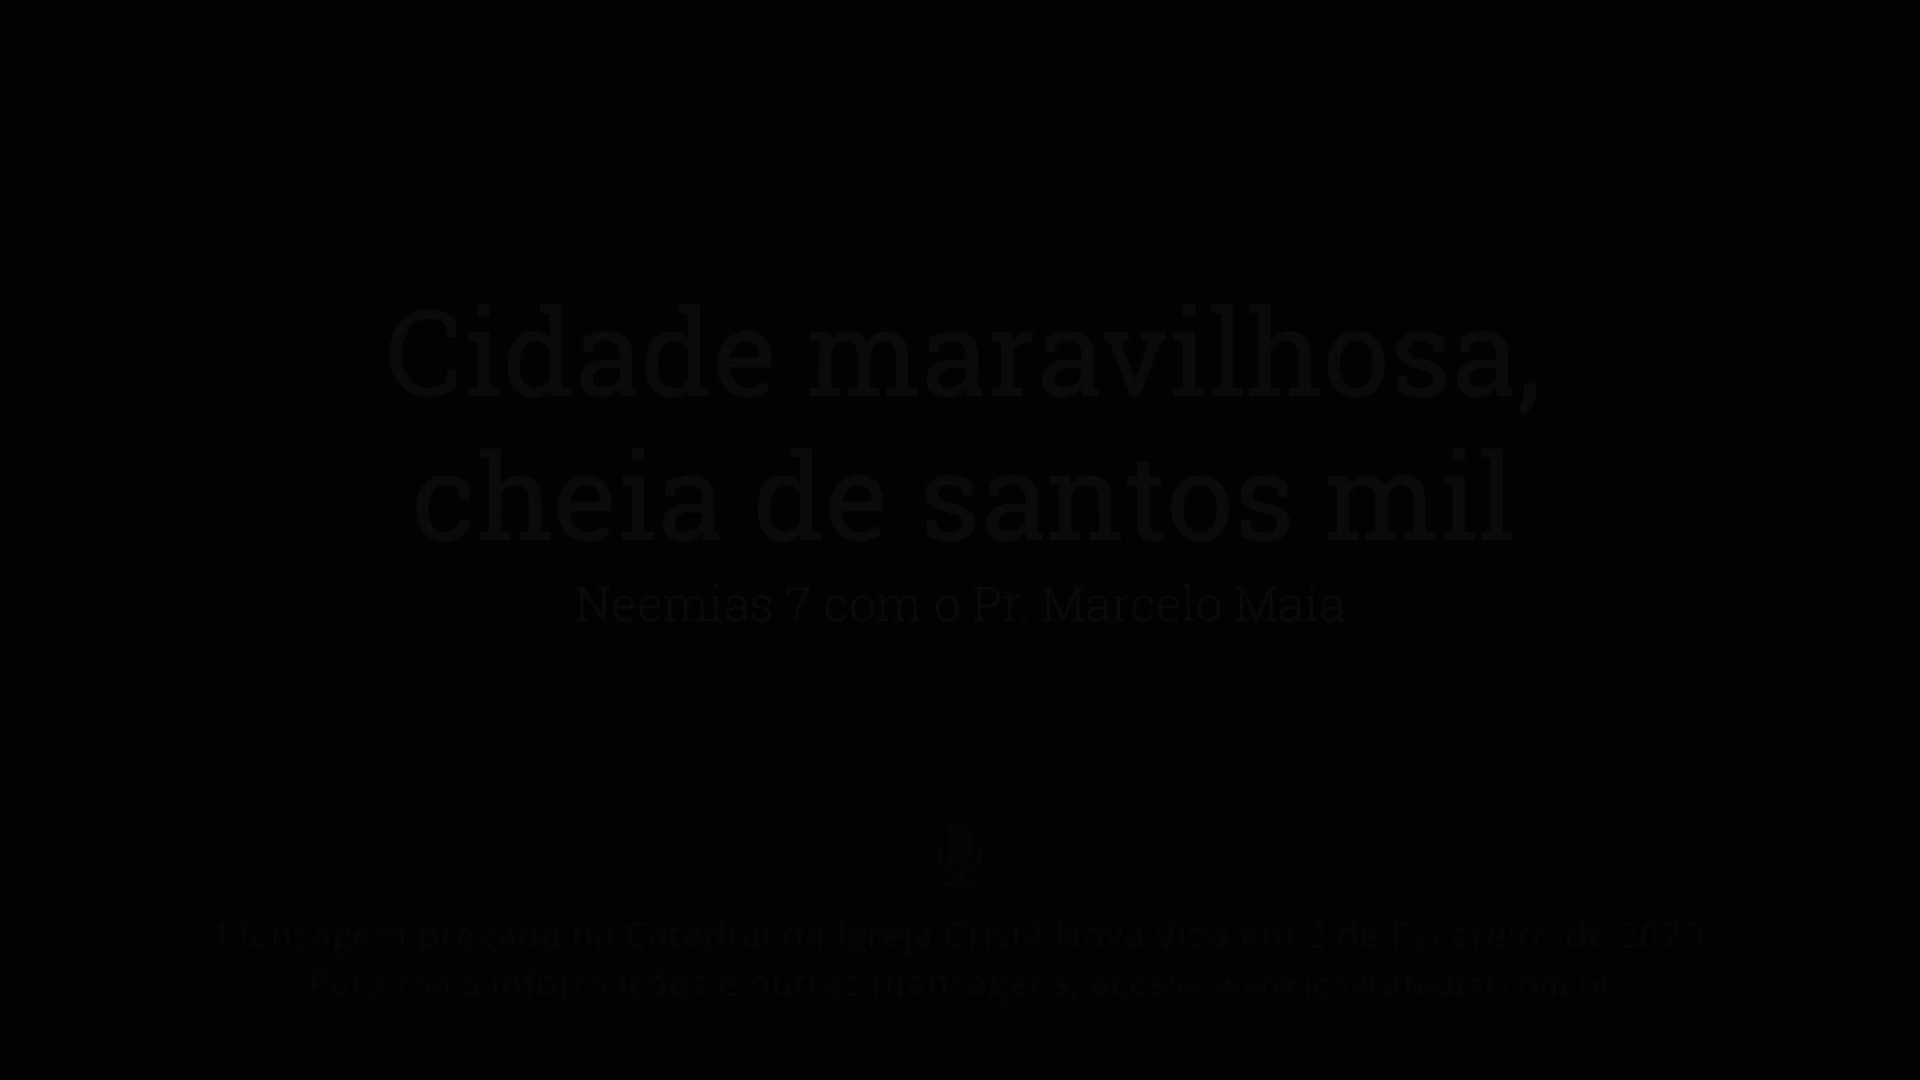 Cidade maravilhosa,
cheia de santos mil
Neemias 7 com o Pr. Marcelo Maia
Mensagem pregada na Catedral da Igreja Cristã Nova Vida em 2 de Fevereiro de 2020
Para mais informações e outras mensagens, acesse www.icnvcatedral.com.br